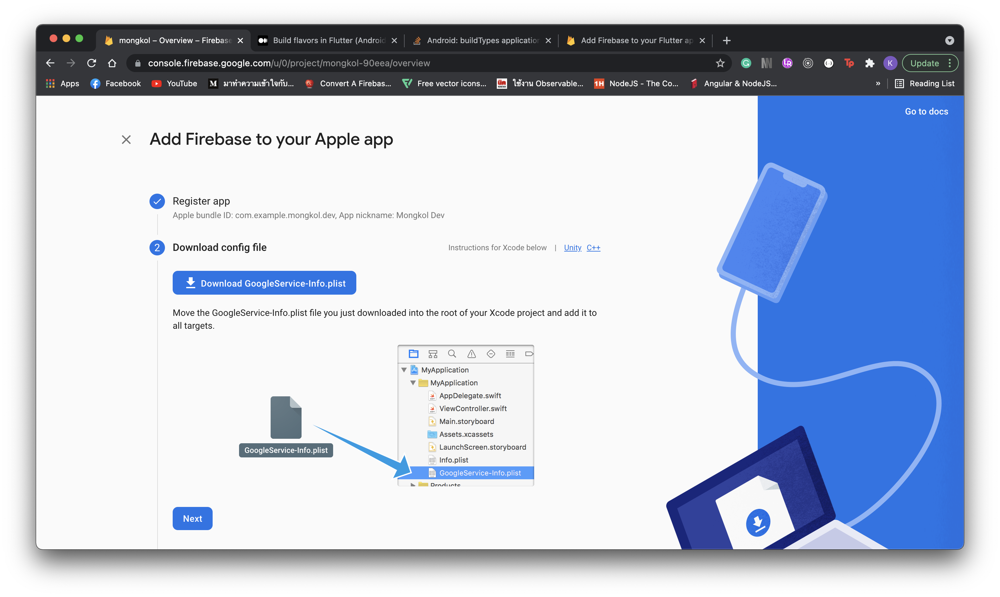 mongkol – Overview – Firebase
Build flavors in Flutter (Android
Android: buildTypes application
Add Firebase to your Flutter ap
console.firebase.google.com/u/0/project/mongkol-90eea/overview
K
Update
Apps
Facebook
YouTube
มาทำความเข้าใจกับ...
Convert A Firebas...
Free vector icons...
ใช้งาน Observable...
NodeJS - The Co...
Angular & NodeJS...
»
Reading List
Go to docs
Add Firebase to your Apple app
Register app
Apple bundle ID: com.example.mongkol.dev, App nickname: Mongkol Dev
2 Download config file
Instructions for Xcode below | Unity C++
Download GoogleService-Info.plist
Move the GoogleService-Info.plist file you just downloaded into the root of your Xcode project and add it to
all targets.
MyApplication
MyApplication
AppDelegate.swift
ViewController.swift
Main.storyboard
Assets.xcassets
LaunchScreen.storyboard
Info.plist
GoogleService-Info.plist
Products
GoogleService-Info.plist
Next